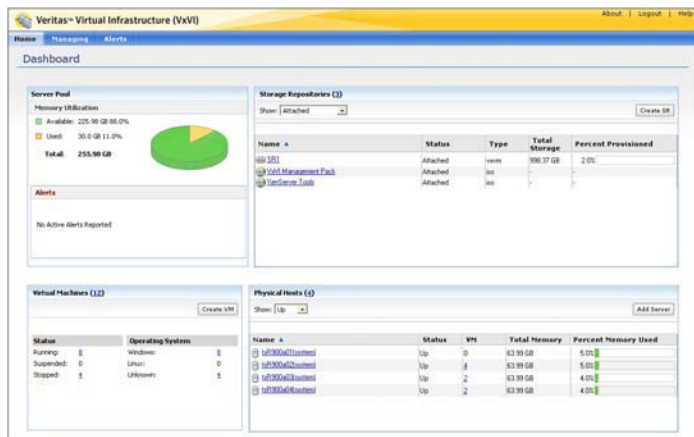 Veritas™ Virtual Infrastructure (VxVI)
About | Logout | Help
Home Managing Alerts
Dashboard
Server Pool
Memory Utilization
Available: 225.98 GB 88.0%
Used: 30.0 GB 11.0%
Total: 255.98 GB
Alerts
No Active Alerts Reported
Storage Repositories (3)
Show: Attached
Create SR
Name Status Type Total Storage Percent Provisioned
SR1 Attached 998.37 GB 2.0%
VxVI Management Pack Attached iso - -
XenServer Tools Attached iso - -
Virtual Machines (12)
Create VM
Status Operating System
Running: 8 Windows: 8
Suspended: 0 Linux: 0
Stopped: 4 Unknown: 4
Physical Hosts (4)
Show: Up
Add Server
Name Status VM Total Memory Percent Memory Used
Up 0 63.99 GB 5.0%
Up 4 63.99 GB 5.0%
Up 2 63.99 GB 4.0%
Up 2 63.99 GB 4.0%